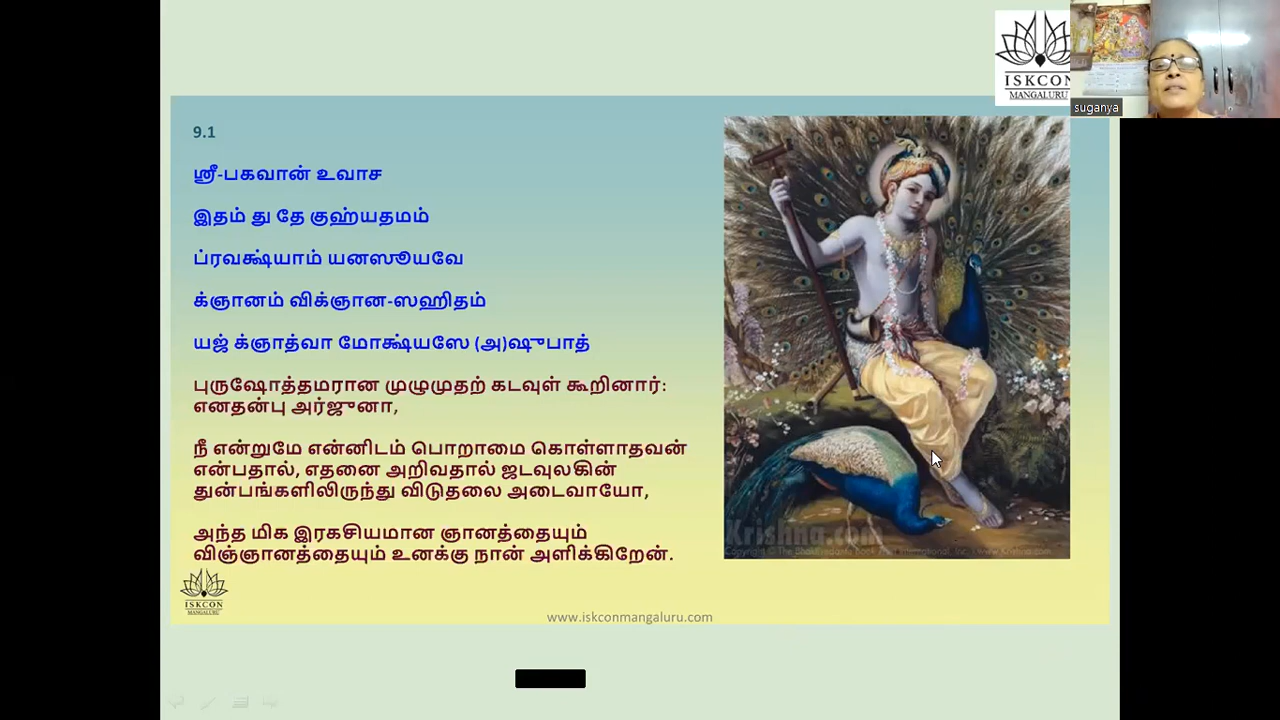 ISKCON
MANGALURU
suganya
9.1
ஶ்ரீ-பகவான் உவாச
இதம் து தே குஹ்யதமம்
ப்ரவக்ஷ்யாம் யனஸூயவே
க்ஞானம் விக்ஞான-ஸஹிதம்
யஜ் க்ஞாத்வா மோக்ஷ்யஸே (அ)ஷுபாத்
புருஷோத்தமரான முழுமுதற் கடவுள் கூறினார்:
எனதன்பு அர்ஜுனா,
நீ என்றுமே என்னிடம் பொறாமை கொள்ளாதவன்
என்பதால், எதனை அறிவதால் ஜடவுலகின்
துன்பங்களிலிருந்து விடுதலை அடைவாயோ,
அந்த மிக இரகசியமான ஞானத்தையும்
விஞ்ஞானத்தையும் உனக்கு நான் அளிக்கிறேன்.
Krishna.com
ISKCON
MANGALURU
www.iskconmangaluru.com